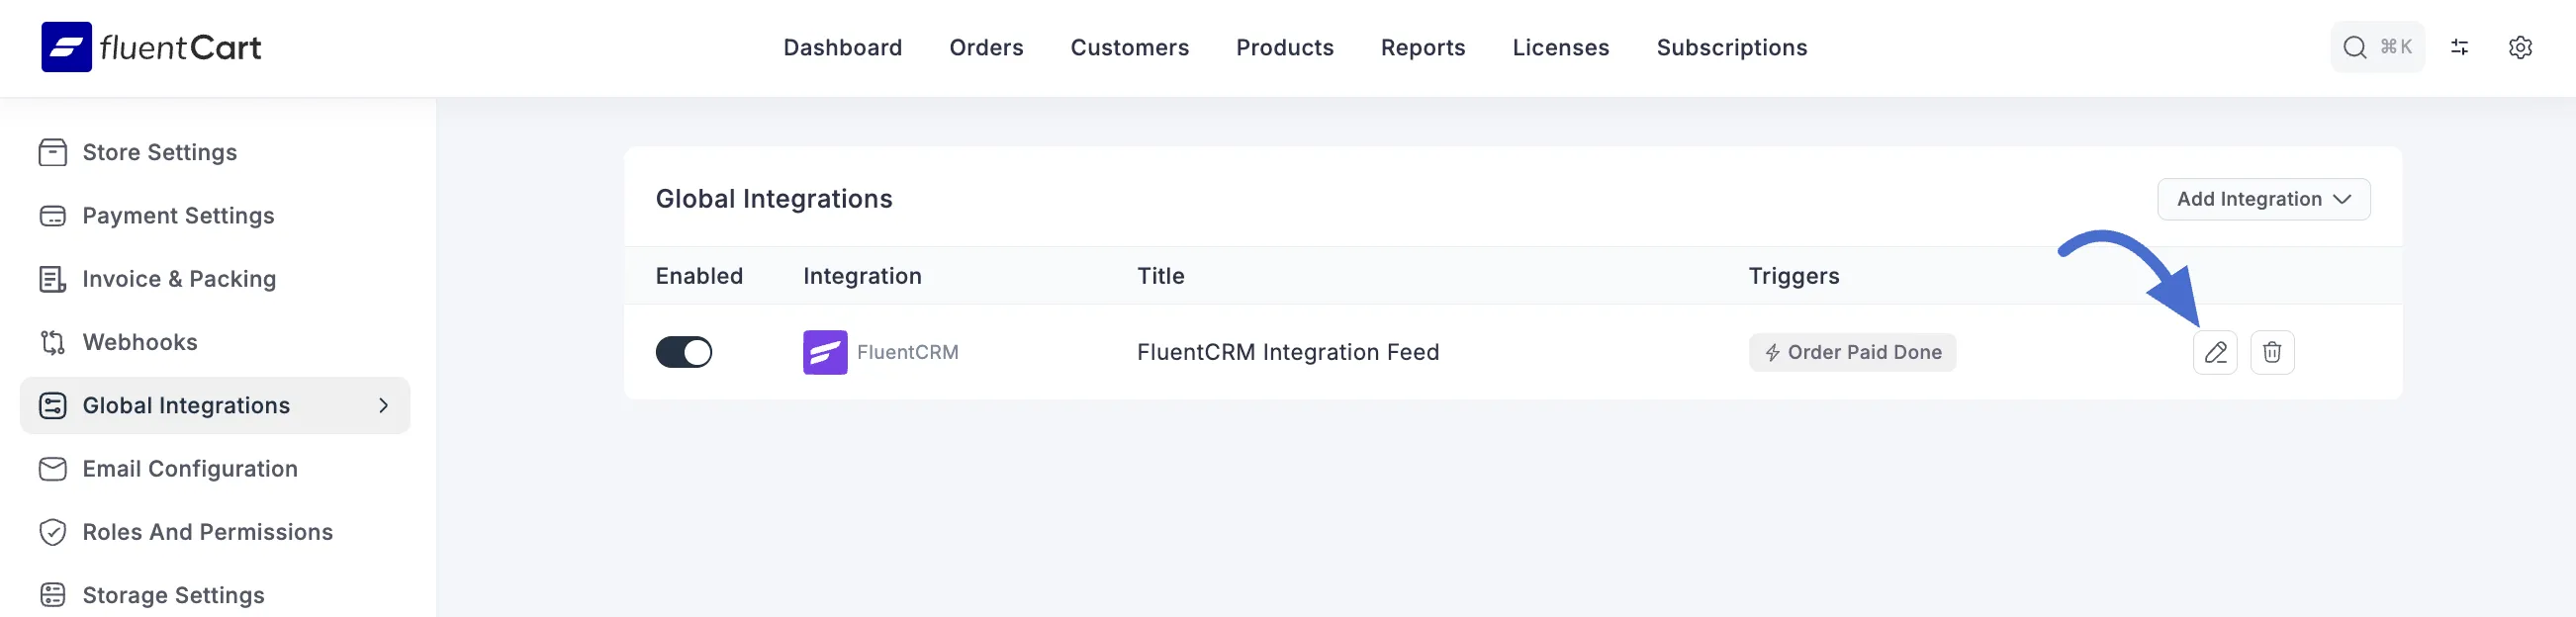 fluentCart
Dashboard
Orders
Customers
Products
Reports
Licenses
Subscriptions
⌘K
Store Settings
Payment Settings
Invoice & Packing
Webhooks
Global Integrations
Email Configuration
Roles And Permissions
Storage Settings
Global Integrations
Add Integration
Enabled
Integration
Title
Triggers
FluentCRM
FluentCRM Integration Feed
Order Paid Done